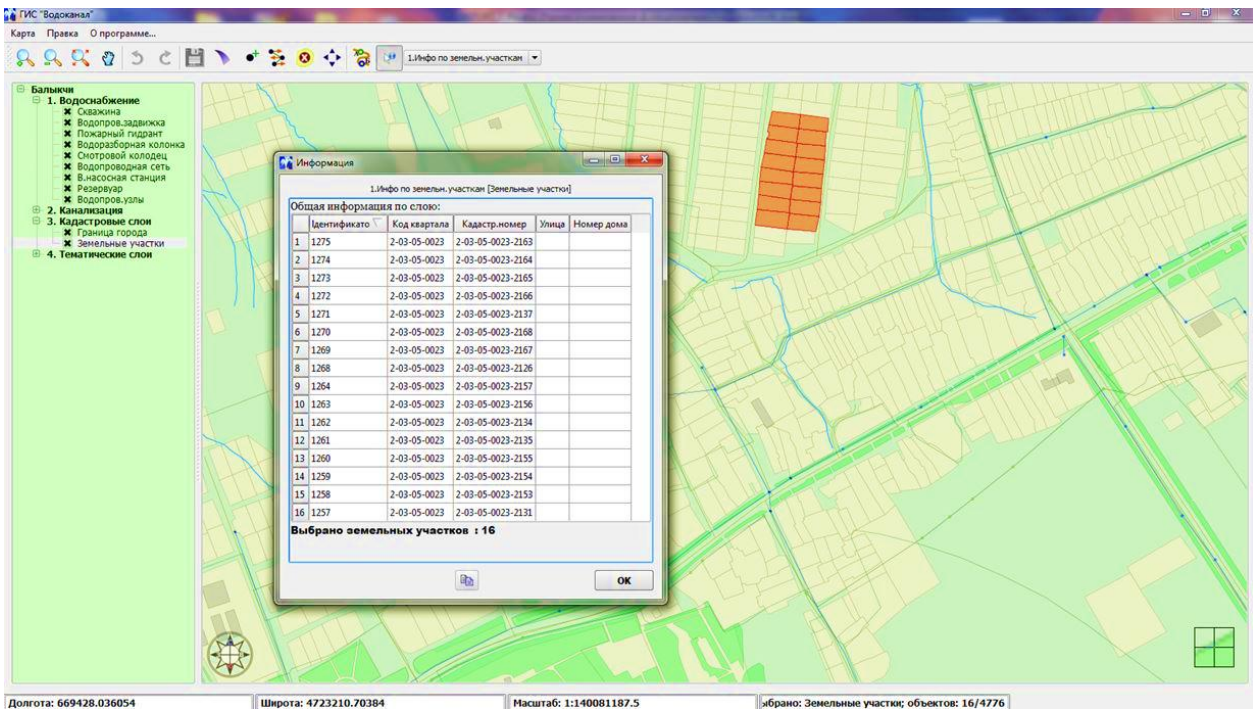 ГИС "Водоканал"
Карта Правка О программе...
1.Инфо по земельн.участкам
Балыкчи
1. Водоснабжение
Скважина
Водопров.задвижка
Пожарный гидрант
Водоразборная колонка
Смотровой колодец
Водопроводная сеть
В.насосная станция
Резервуар
Водопров.узлы
2. Канализация
3. Кадастровые слои
Граница города
Земельные участки
4. Тематические слои
Информация
1.Инфо по земельн.участкам [Земельные участки]
Общая информация по слою:
Идентификато Код квартала Кадастр.номер Улица Номер дома
1 1275 2-03-05-0023 2-03-05-0023-2163
2 1274 2-03-05-0023 2-03-05-0023-2164
3 1273 2-03-05-0023 2-03-05-0023-2165
4 1272 2-03-05-0023 2-03-05-0023-2166
5 1271 2-03-05-0023 2-03-05-0023-2137
6 1270 2-03-05-0023 2-03-05-0023-2168
7 1269 2-03-05-0023 2-03-05-0023-2167
8 1268 2-03-05-0023 2-03-05-0023-2126
9 1264 2-03-05-0023 2-03-05-0023-2157
10 1263 2-03-05-0023 2-03-05-0023-2156
11 1262 2-03-05-0023 2-03-05-0023-2134
12 1261 2-03-05-0023 2-03-05-0023-2135
13 1260 2-03-05-0023 2-03-05-0023-2155
14 1259 2-03-05-0023 2-03-05-0023-2154
15 1258 2-03-05-0023 2-03-05-0023-2153
16 1257 2-03-05-0023 2-03-05-0023-2131
Выбрано земельных участков : 16
OK
Долгота: 669428.036054 Широта: 4723210.70384 Масштаб: 1:140081187.5 ыбрано: Земельные участки; объектов: 16/4776